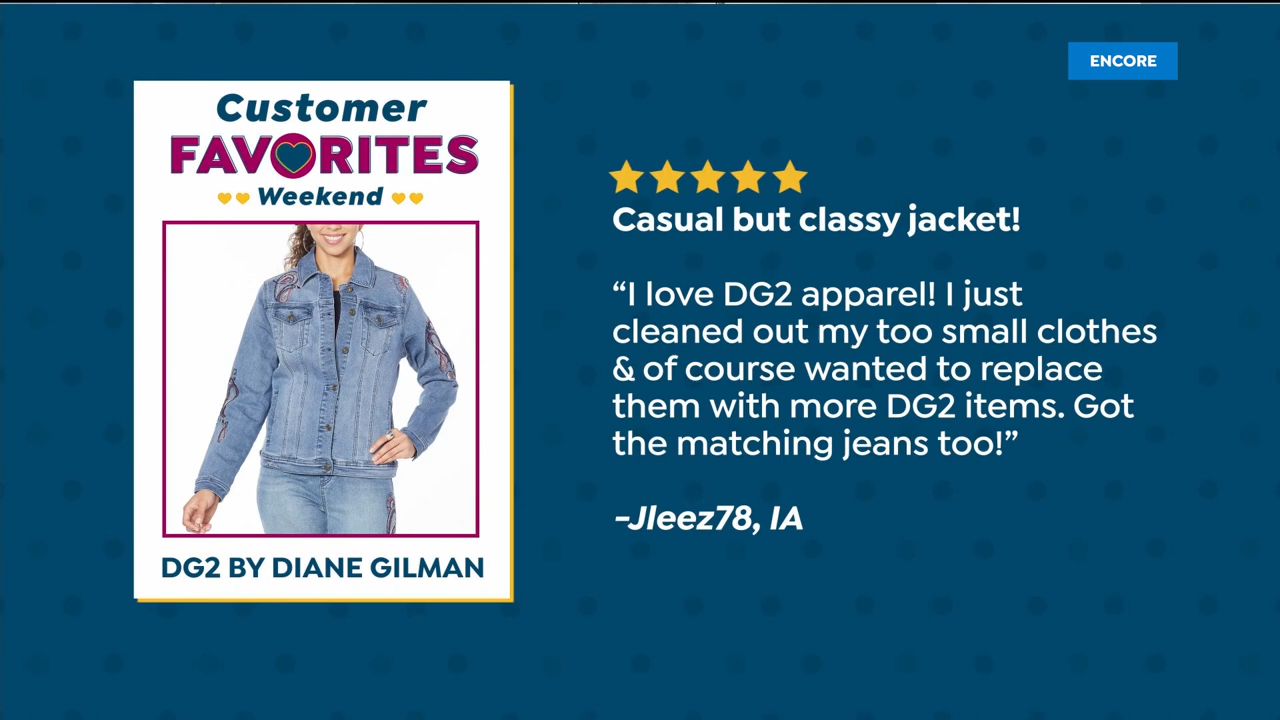 ENCORE
Customer
FAVORITES
Weekend
DG2 BY DIANE GILMAN
Casual but classy jacket!
“I love DG2 apparel! I just
cleaned out my too small clothes
& of course wanted to replace
them with more DG2 items. Got
the matching jeans too!”
-Jleez78, IA